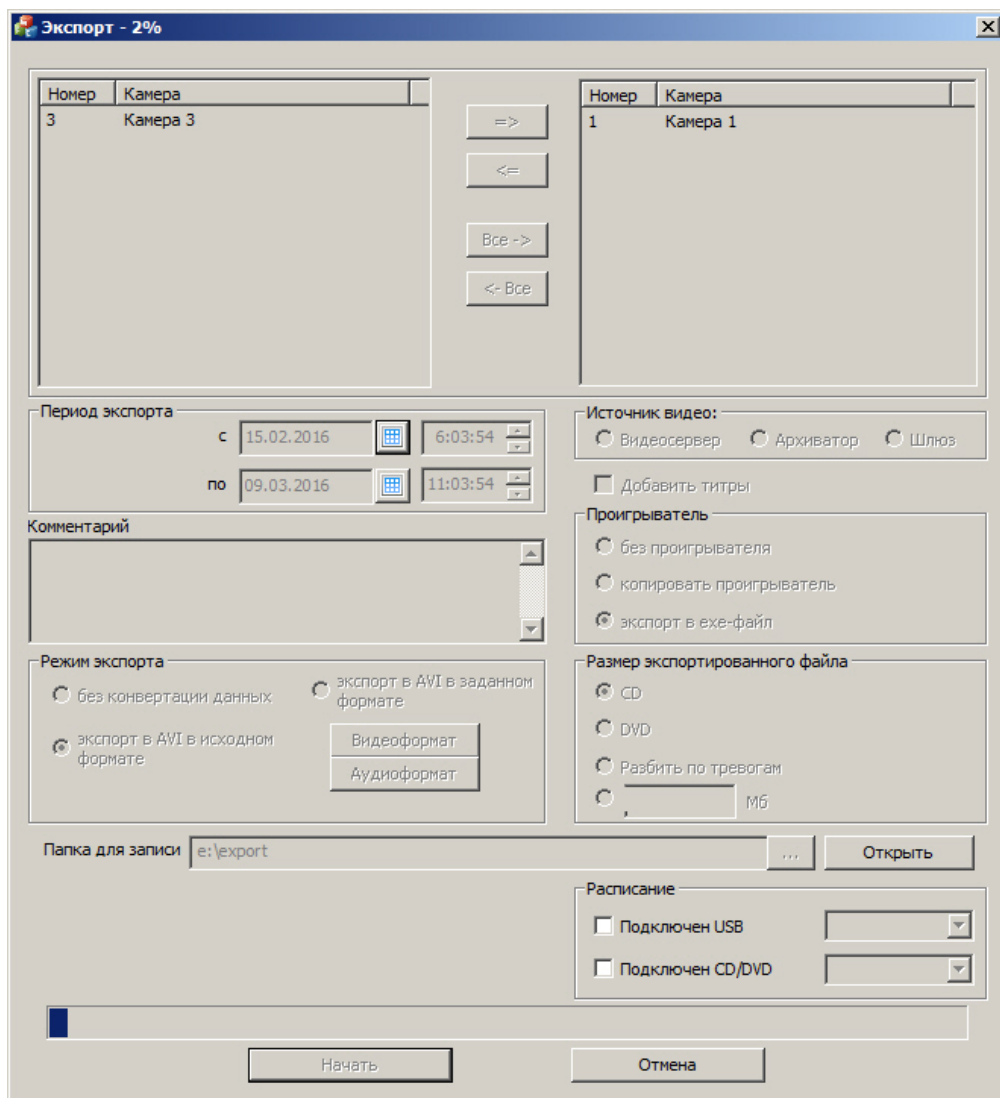 Экспорт - 2%
Номер Камера
3 Камера 3
=>
<=
Все ->
<- Все
Номер Камера
1 Камера 1
Период экспорта
с 15.02.2016 6:03:54
по 09.03.2016 11:03:54
Источник видео:
Видеосервер Архиватор Шлюз
Добавить титры
Комментарий
Проигрыватель
без проигрывателя
копировать проигрыватель
экспорт в exe-файл
Режим экспорта
без конвертации данных
экспорт в AVI в заданном
формате
экспорт в AVI в исходном
формате
Видеоформат
Аудиоформат
Размер экспортированного файла
CD
DVD
Разбить по тревогам
, Мб
Папка для записи e:\export ... Открыть
Расписание
Подключен USB
Подключен CD/DVD
Начать Отмена